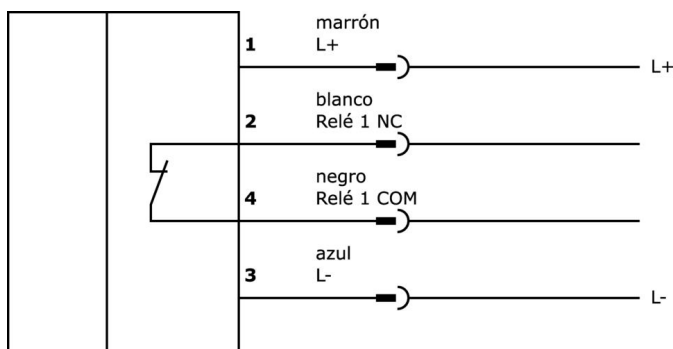 marrón
1 L+
L+
blanco
2 Relé 1 NC
negro
4 Relé 1 COM
azul
3 L-
L-